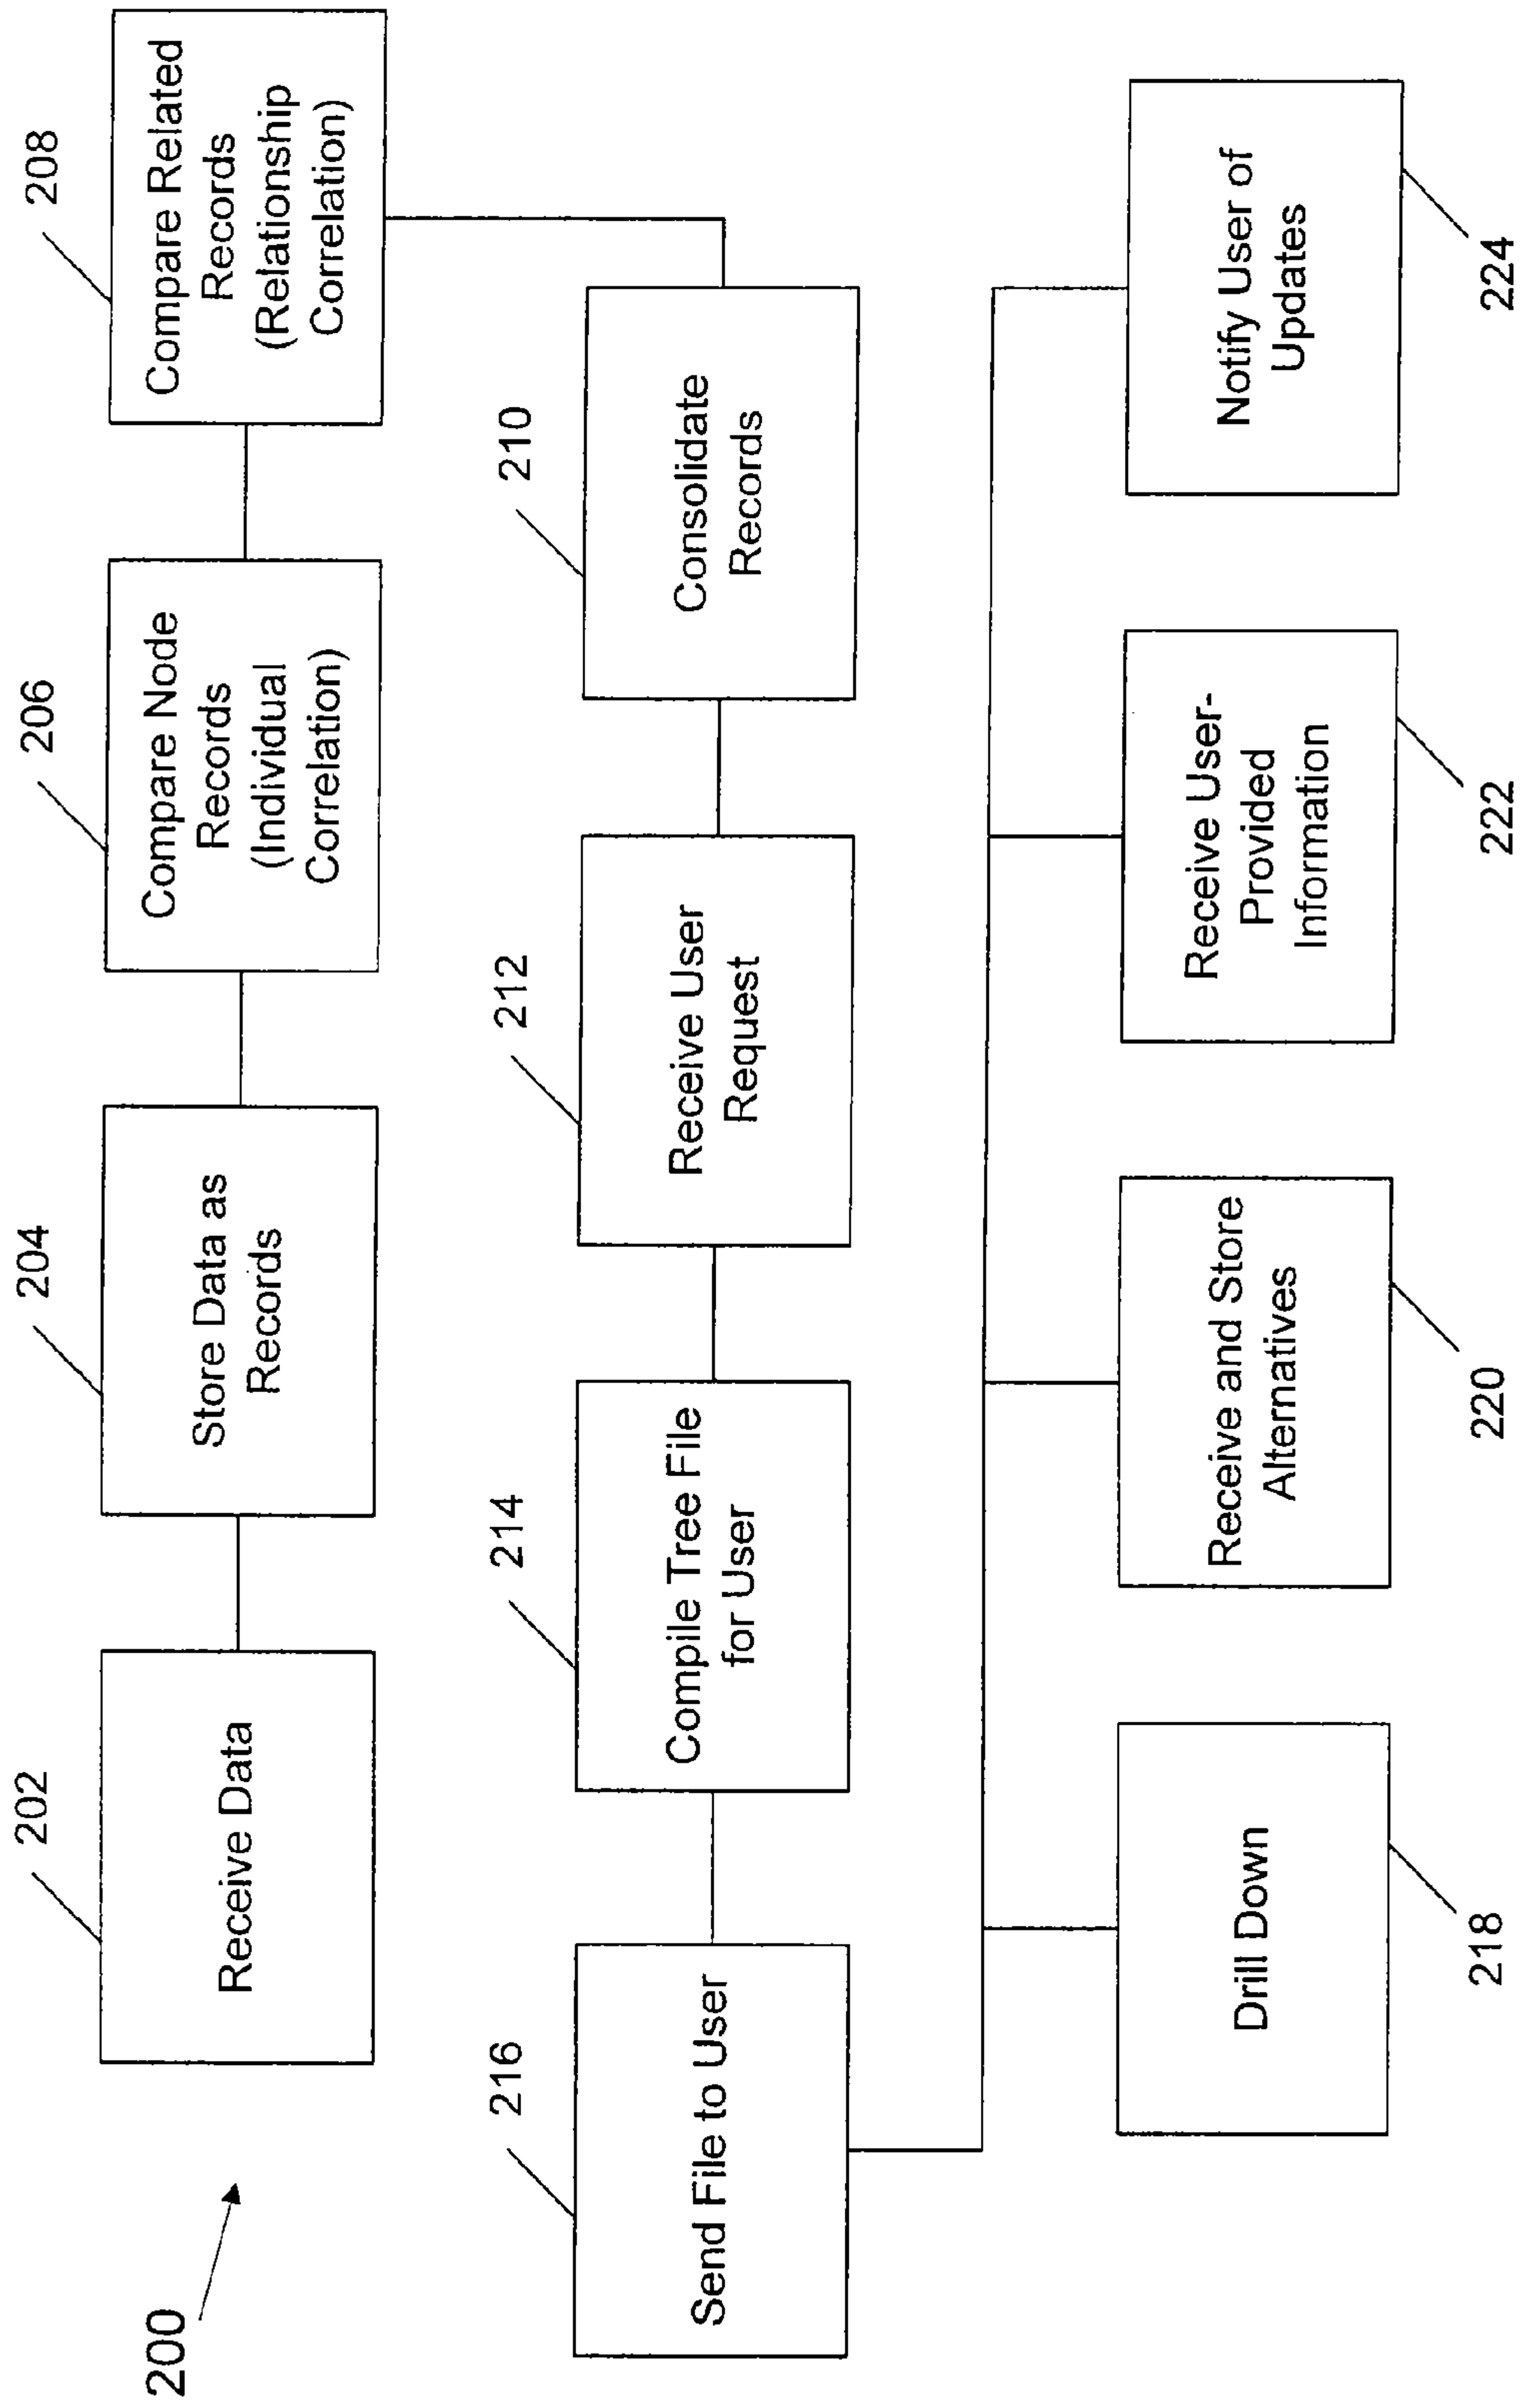 200
202
Receive Data
204
Store Data as
Records
206
Compare Node
Records
(Individual
Correlation)
208
Compare Related
Records
(Relationship
Correlation)
216
Send File to User
214
Compile Tree File
for User
212
Receive User
Request
210
Consolidate
Records
Drill Down
218
Receive and Store
Alternatives
220
Receive User-
Provided
Information
222
Notify User of
Updates
224